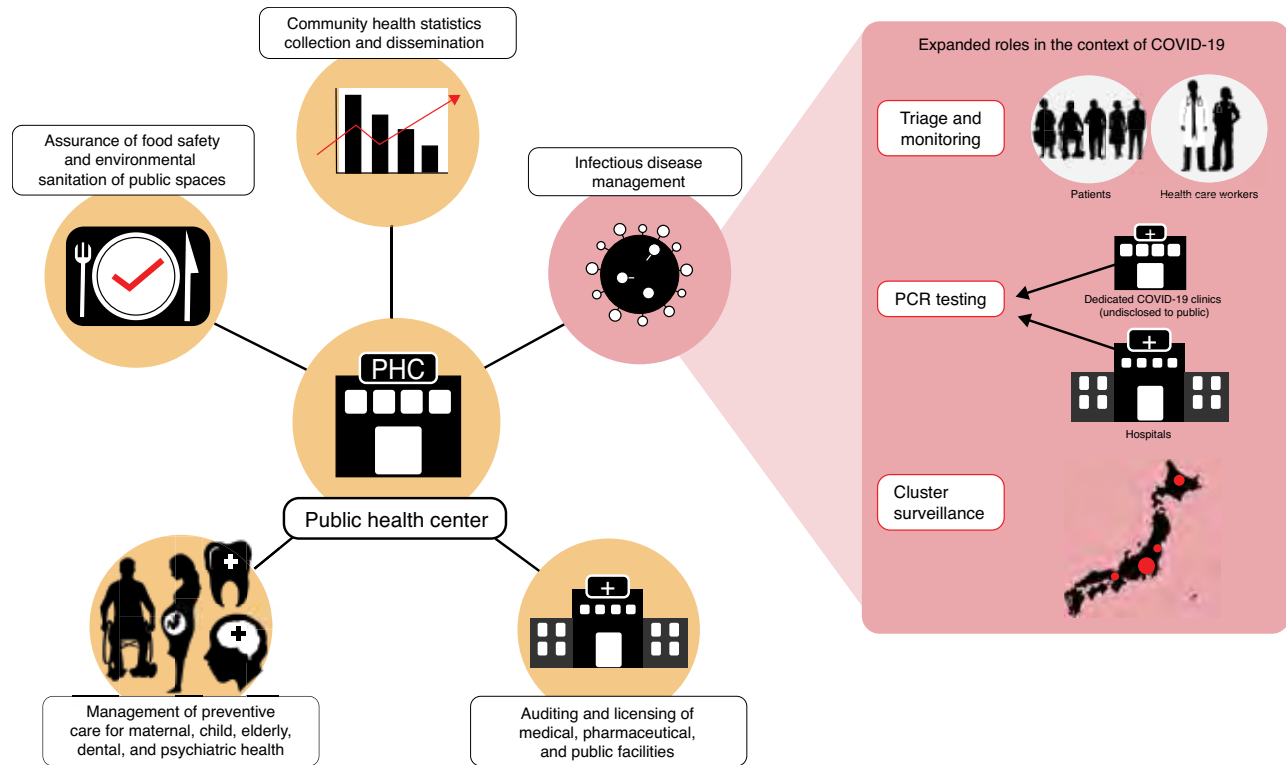 Community health statistics
collection and dissemination
Assurance of food safety
and environmental
sanitation of public spaces
Infectious disease
management
PHC
Public health center
Management of preventive
care for maternal, child, elderly,
dental, and psychiatric health
Auditing and licensing of
medical, pharmaceutical,
and public facilities
Expanded roles in the context of COVID-19
Triage and
monitoring
Patients
Health care workers
PCR testing
Dedicated COVID-19 clinics
(undisclosed to public)
Hospitals
Cluster
surveillance